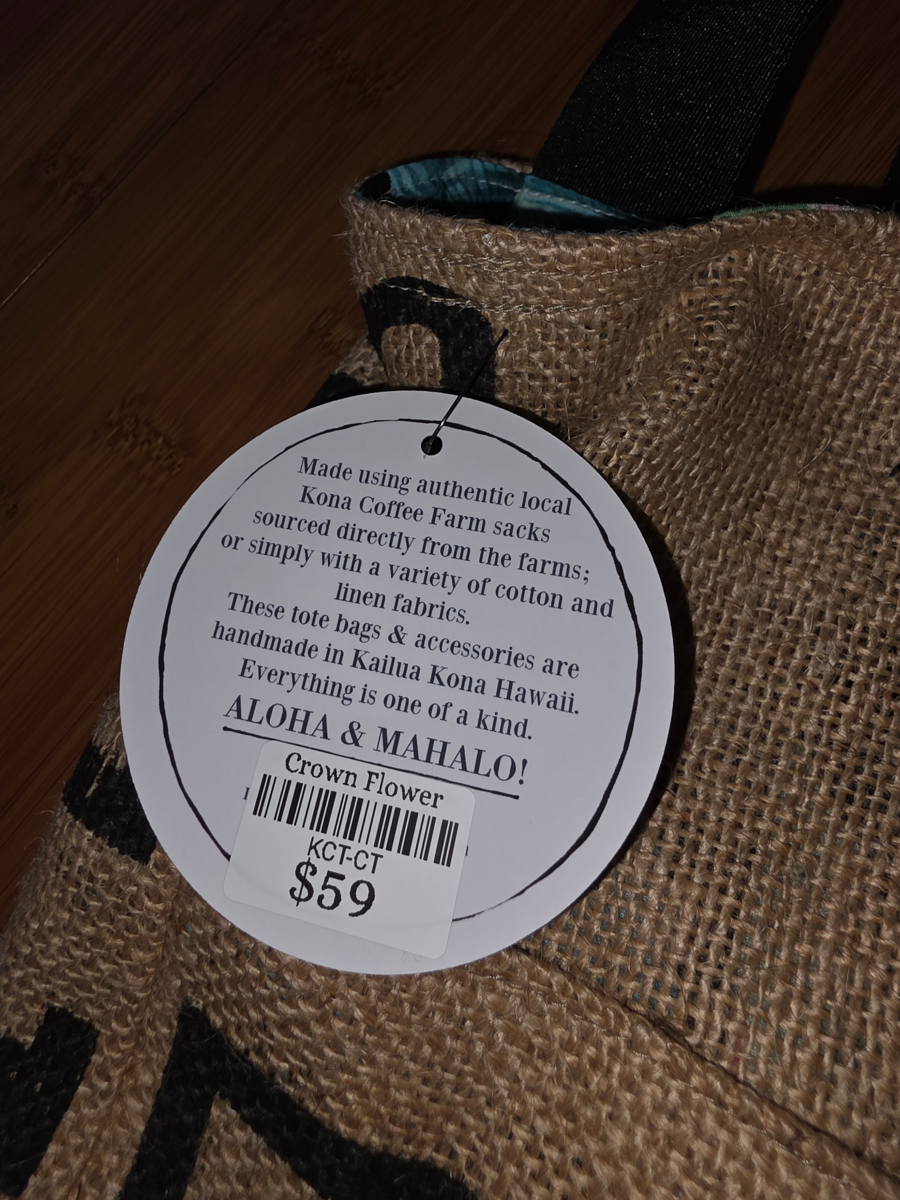 Made using authentic local
Kona Coffee Farm sacks
sourced directly from the farms;
or simply with a variety of cotton and
linen fabrics.
These tote bags & accessories are
handmade in Kailua Kona Hawaii.
Everything is one of a kind.
ALOHA & MAHALO!
Crown Flower
KCT-CT
$59